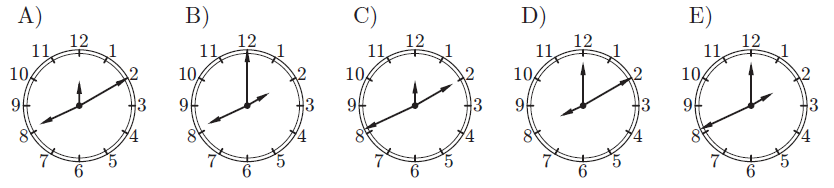 A) B) C) D) E)
12 12 12 12 12
11 1 11 1 11 1 11 1 11 1
10 2 10 2 10 2 10 2 10 2
9 3 9 3 9 3 9 3 9 3
8 4 8 4 8 4 8 4 8 4
7 5 7 5 7 5 7 5 7 5
6 6 6 6 6